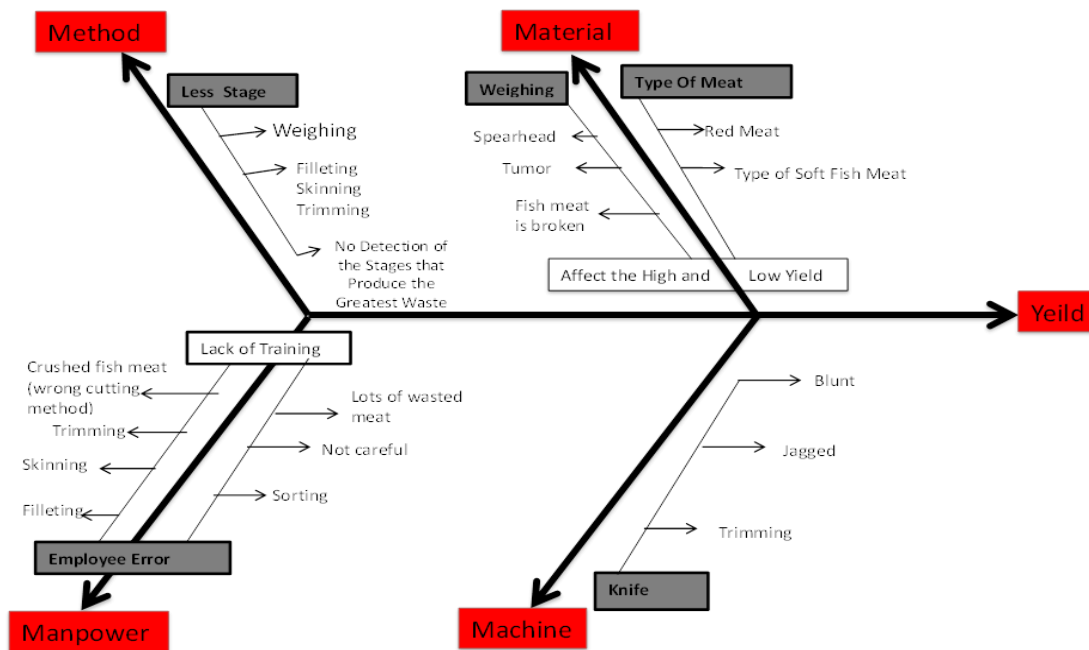 Method
Material
Less  Stage
Weighing
Type Of Meat
Weighing
Spearhead
Red Meat
Filleting
Skinning
Trimming
Tumor
Type of Soft Fish Meat
Fish meat
is broken
No Detection of
the Stages that
Produce the
Greatest Waste
Affect the High and
Low Yield
Yeild
Lack of Training
Crushed fish meat
(wrong cutting
method)
Trimming
Skinning
Filleting
Lots of wasted
meat
Not careful
Sorting
Blunt
Jagged
Trimming
Employee Error
Knife
Manpower
Machine